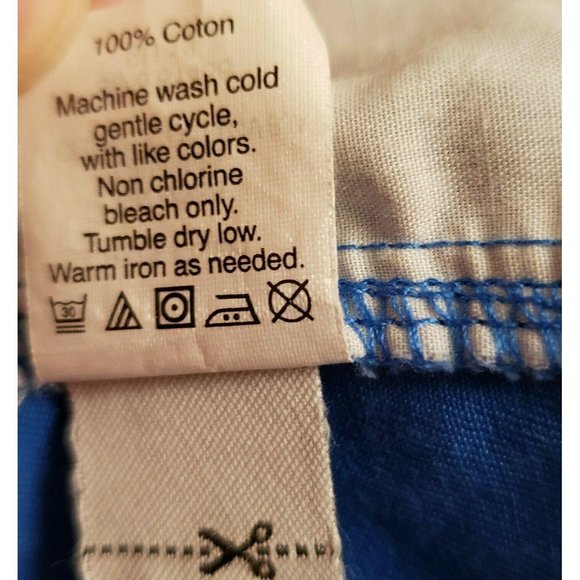 100% Coton
Machine wash cold
gentle cycle,
with like colors.
Non chlorine
bleach only.
Tumble dry low.
Warm iron as needed.
30